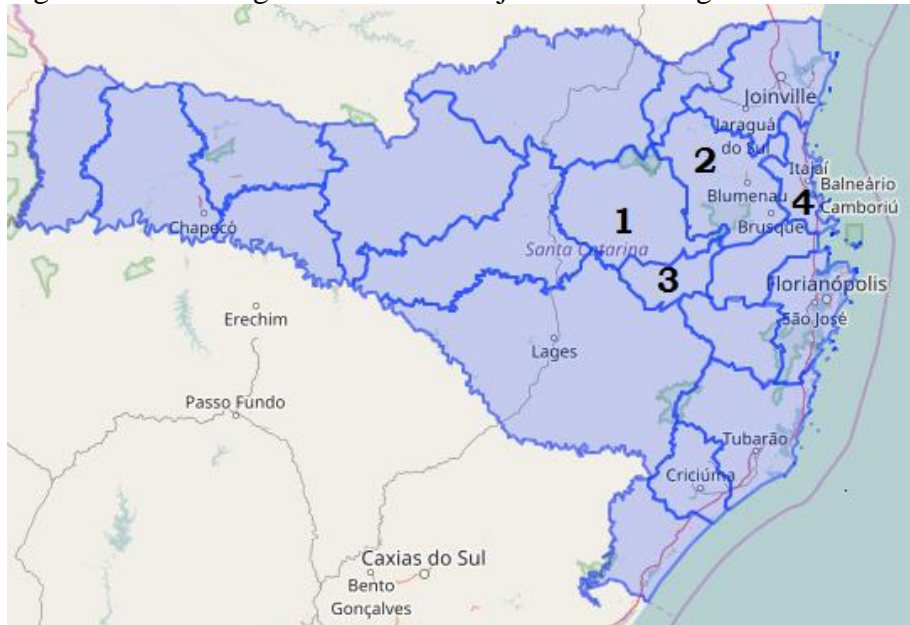 Joinville
Jaraguá
do Sul
2
Itajaí
Blumenau
Balneário
Camboriú
4
1
Brusque
Chapecó
Santa Catarina
3
Florianópolis
São José
Erechim
Lages
Passo Fundo
Tubarão
Criciúma
Caxias do Sul
Bento
Gonçalves